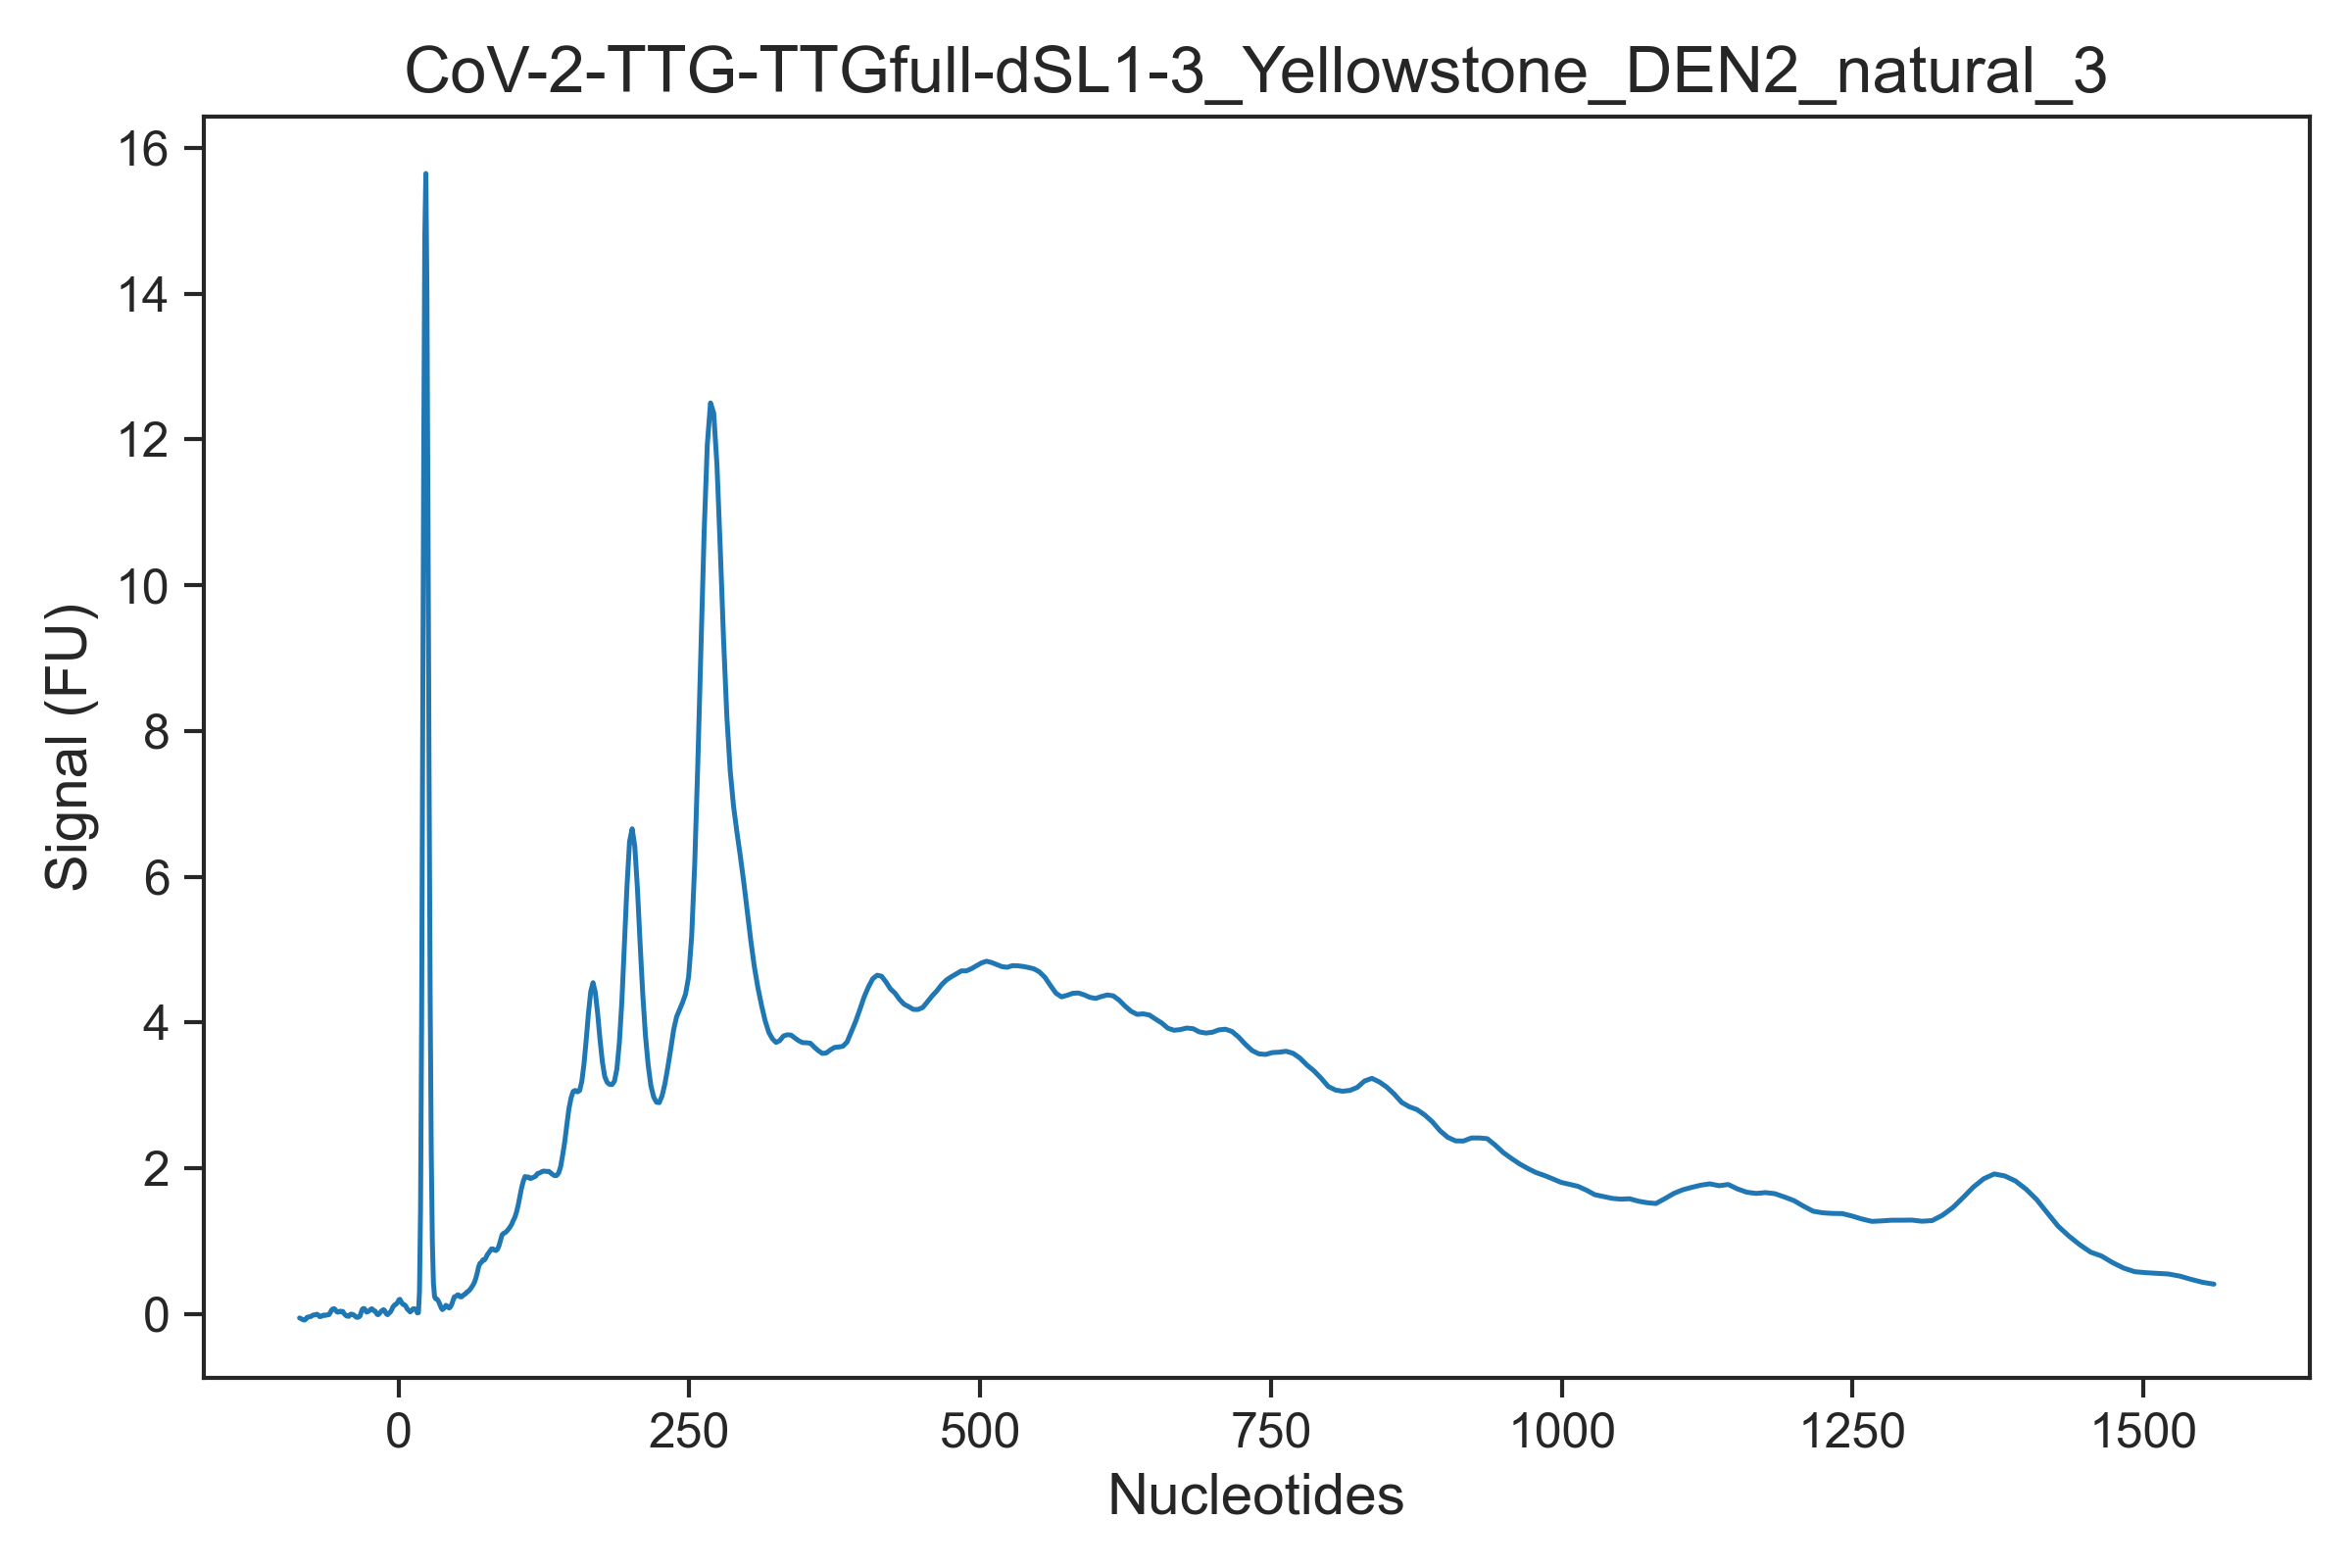 CoV-2-TTG-TTGfull-dSL1-3_Yellowstone_DEN2_natural_3
16
14
12
10
8
6
4
2
0
Signal (FU)
0 250 500 750 1000 1250 1500
Nucleotides